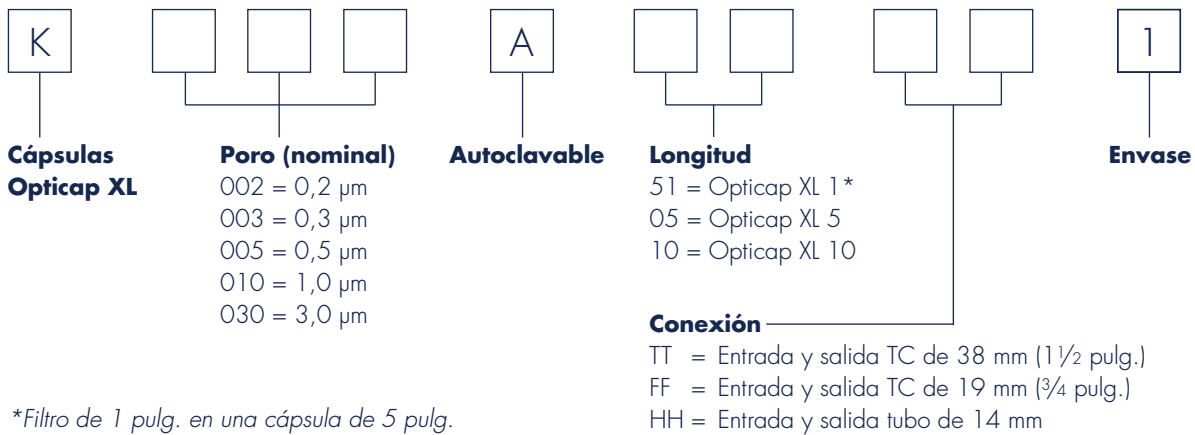 K A 1
Cápsulas
Opticap XL
Poro (nominal)
002 = 0,2 µm
003 = 0,3 µm
005 = 0,5 µm
010 = 1,0 µm
030 = 3,0 µm
Autoclavable
Longitud
51 = Opticap XL 1*
05 = Opticap XL 5
10 = Opticap XL 10
Envase
Conexión
TT = Entrada y salida TC de 38 mm (1 1/2 pulg.)
FF = Entrada y salida TC de 19 mm (3/4 pulg.)
HH = Entrada y salida tubo de 14 mm
*Filtro de 1 pulg. en una cápsula de 5 pulg.